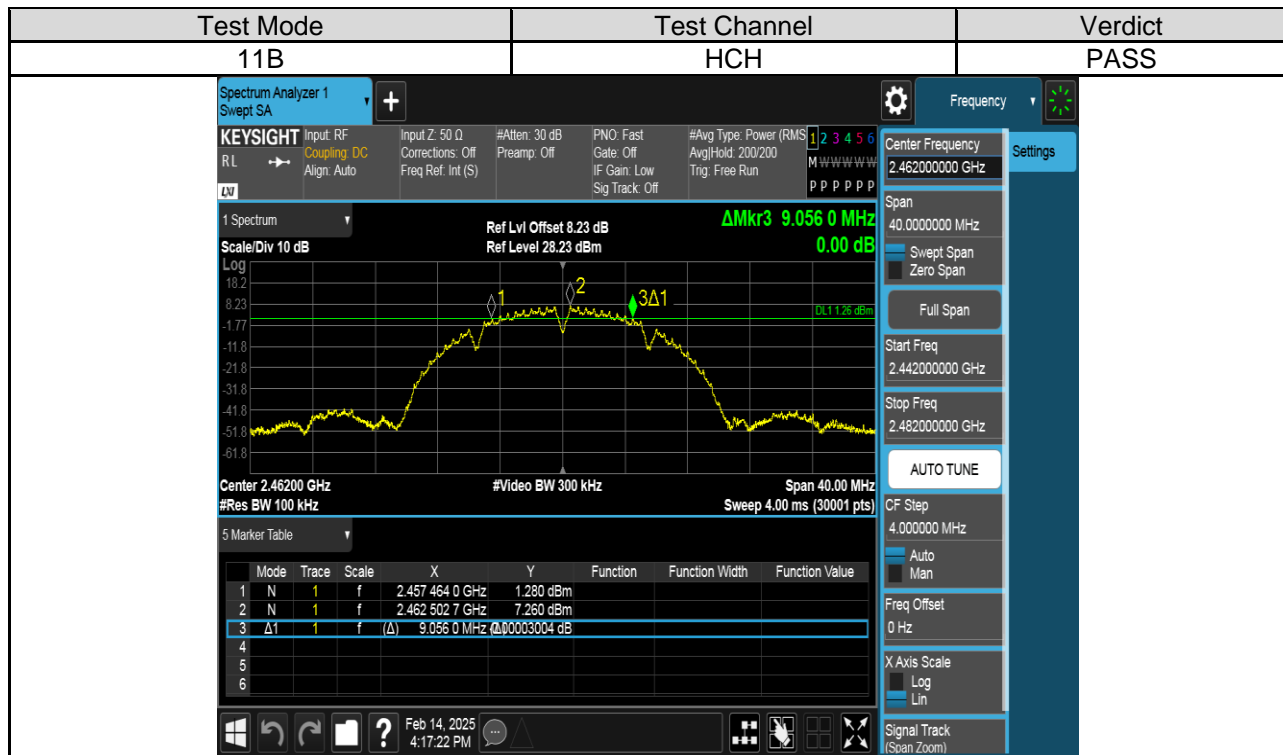 Test Mode Test Channel Verdict
11B HCH PASS
Spectrum Analyzer 1
Swept SA
+
Frequency
KEYSIGHT Input: RF Input Z: 50 Ω #Atten: 30 dB PNO: Fast #Avg Type: Power (RMS 1 2 3 4 5 6
RL Coupling: DC Corrections: Off Preamp: Off Gate: Off Avg|Hold: 200/200 M W W W W W
Align: Auto Freq Ref: Int (S) IF Gain: Low Trig: Free Run
LXI Sig Track: Off P P P P P P
1 Spectrum
Ref Lvl Offset 8.23 dB
ΔMkr3 9.056 0 MHz
Scale/Div 10 dB Ref Level 28.23 dBm 0.00 dB
Log
18.2
8.23
-1.77
-11.8
-21.8
-31.8
-41.8
-51.8
-61.8
1
2
3Δ1
DL1 1.26 dBm
Center 2.46200 GHz #Video BW 300 kHz Span 40.00 MHz
#Res BW 100 kHz Sweep 4.00 ms (30001 pts)
5 Marker Table
Mode Trace Scale X Y Function Function Width Function Value
1 N 1 f 2.457 464 0 GHz 1.280 dBm
2 N 1 f 2.462 502 7 GHz 7.260 dBm
3 Δ1 1 f (Δ) 9.056 0 MHz 00003004 dB
4
5
6
Center Frequency
2.462000000 GHz
Settings
Span
40.0000000 MHz
Swept Span
Zero Span
Full Span
Start Freq
2.442000000 GHz
Stop Freq
2.482000000 GHz
AUTO TUNE
CF Step
4.000000 MHz
Auto
Man
Freq Offset
0 Hz
X Axis Scale
Log
Lin
Signal Track
(Span Zoom)
?
Feb 14, 2025
4:17:22 PM